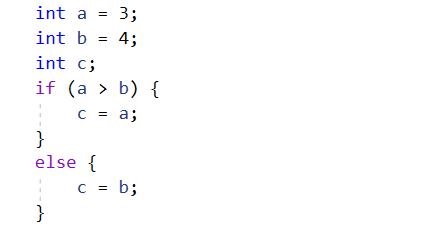 int a = 3;
int b = 4;
int c;
if (a > b) {
    c = a;
}
else {
    c = b;
}